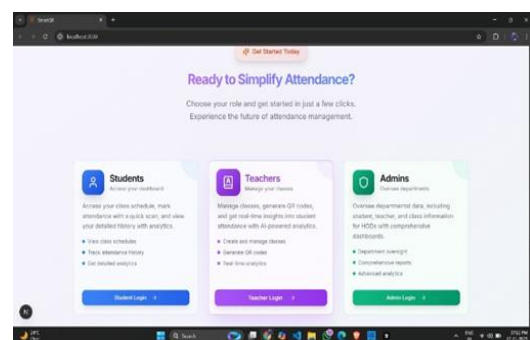 SmartQR
localhost:3000
Get Started Today
Ready to Simplify Attendance?
Choose your role and get started in just a few clicks.
Experience the future of attendance management.
Students
Access your dashboard
Access your class schedule, mark
attendance with a quick scan, and view
your detailed history with analytics.
View class schedules
Track attendance history
Get detailed analytics
Student Login
Teachers
Manage your classes
Manage classes, generate QR codes,
and get real-time insights into student
attendance with AI-powered analytics.
Create and manage classes
Generate QR codes
Real-time analytics
Teacher Login
Admins
Oversee departments
Oversee departmental data, including
student, teacher, and class information
for HODs with comprehensive
dashboards.
Department oversight
Comprehensive reports
Advanced analytics
Admin Login
N
Search